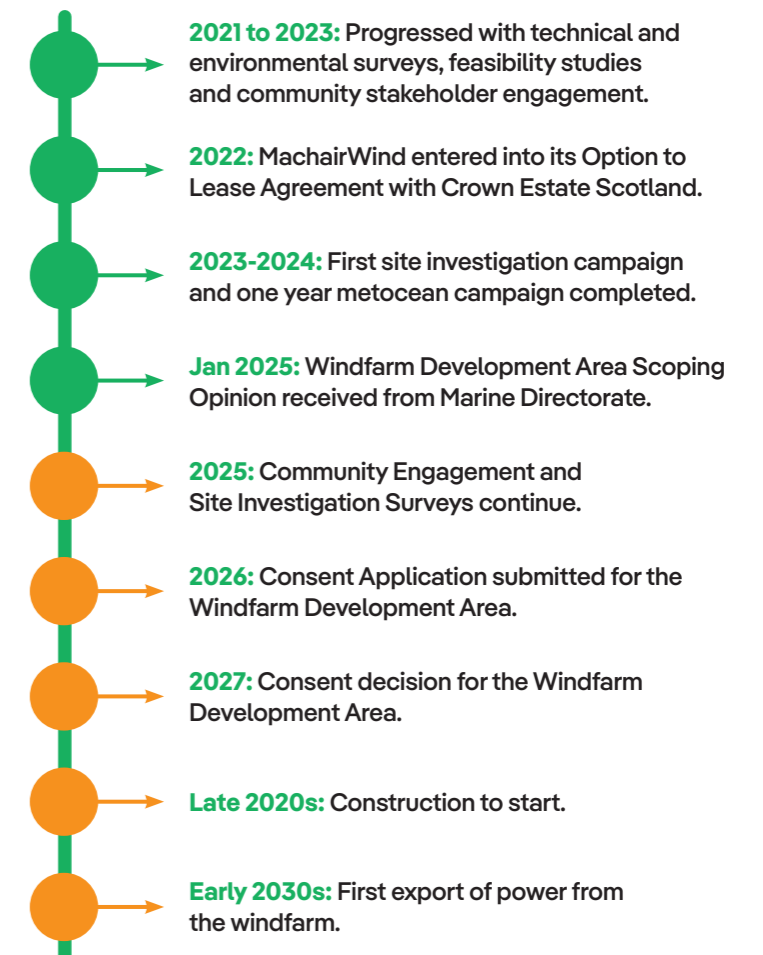 2021 to 2023: Progressed with technical and
environmental surveys, feasibility studies
and community stakeholder engagement.
2022: MachairWind entered into its Option to
Lease Agreement with Crown Estate Scotland.
2023-2024: First site investigation campaign
and one year metocean campaign completed.
Jan 2025: Windfarm Development Area Scoping
Opinion received from Marine Directorate.
2025: Community Engagement and
Site Investigation Surveys continue.
2026: Consent Application submitted for the
Windfarm Development Area.
2027: Consent decision for the Windfarm
Development Area.
Late 2020s: Construction to start.
Early 2030s: First export of power from
the windfarm.